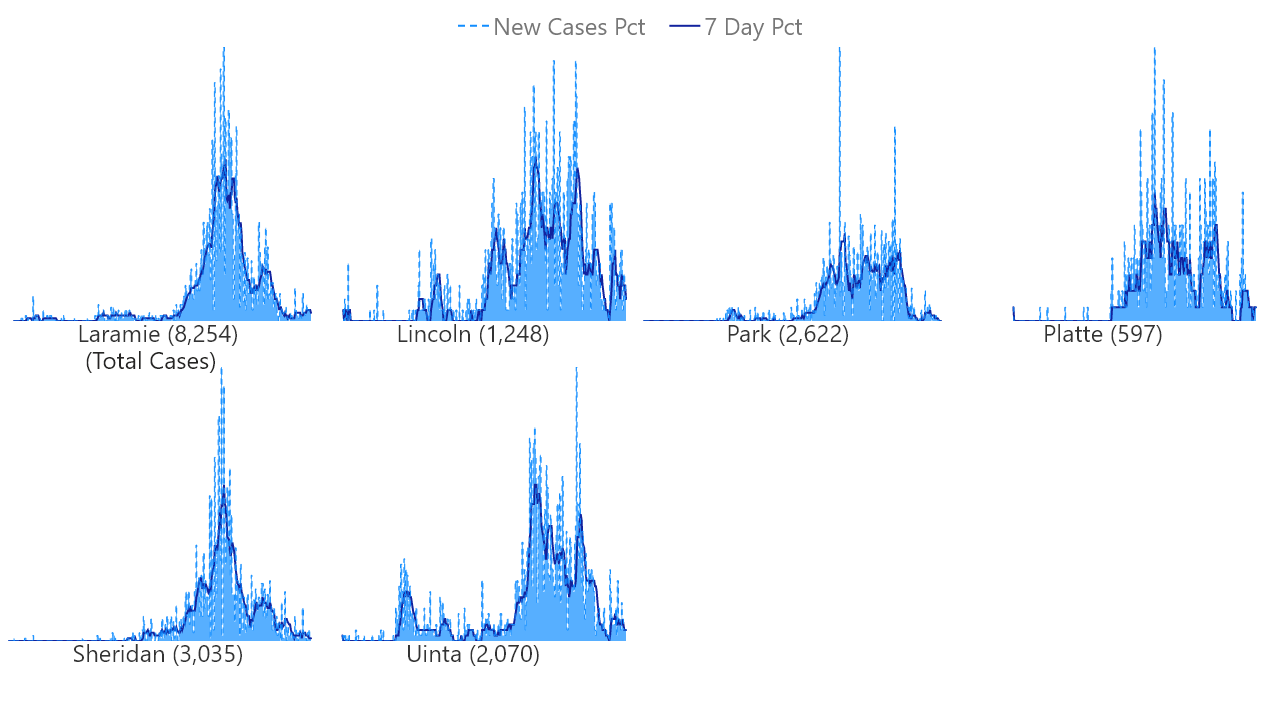 New Cases Pct 7 Day Pct
Laramie (8,254) Lincoln (1,248) Park (2,622) Platte (597)
(Total Cases)
Sheridan (3,035) Uinta (2,070)